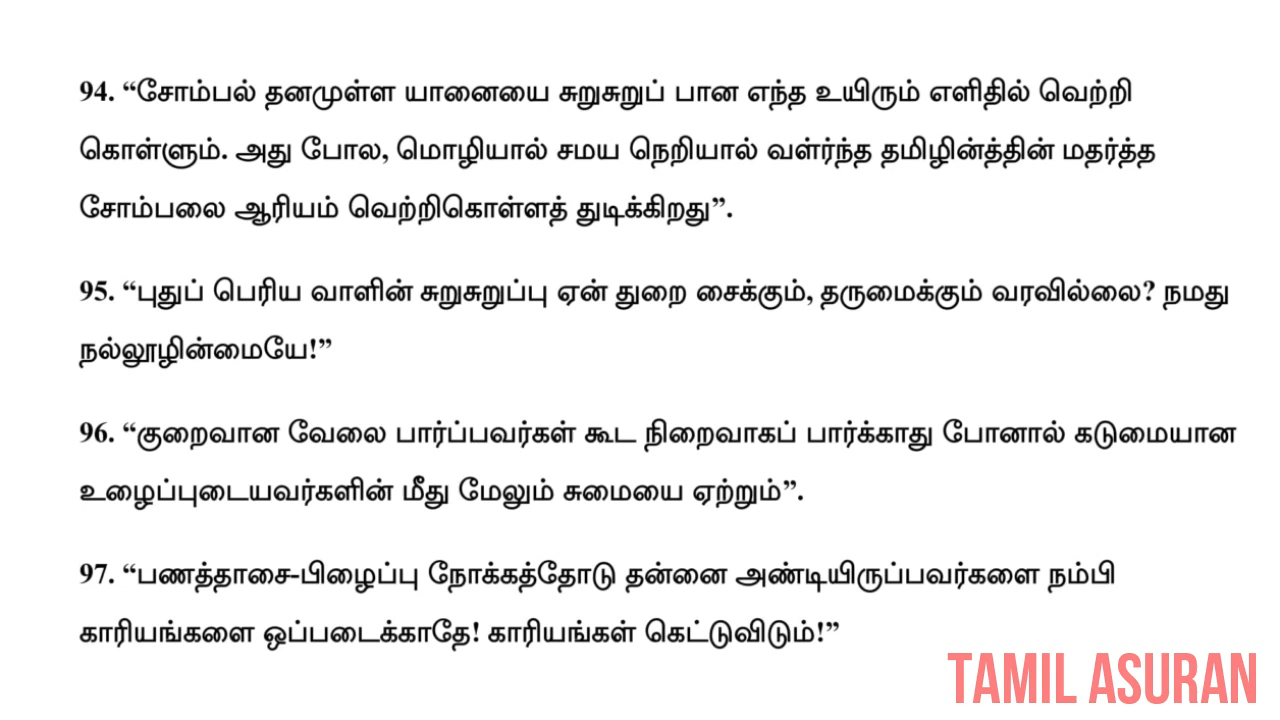 94. “சோம்பல் தனமுள்ள யானையை சுறுசுறுப் பான எந்த உயிரும் எளிதில் வெற்றி
கொள்ளும். அது போல, மொழியால் சமய நெறியால் வள்ர்ந்த தமிழின்த்தின் மதர்த்த
சோம்பலை ஆரியம் வெற்றிகொள்ளத் துடிக்கிறது”.
95. “புதுப் பெரிய வாளின் சுறுசுறுப்பு ஏன் துறை சைக்கும், தருமைக்கும் வரவில்லை? நமது
நல்லூழின்மையே!”
96. “குறைவான வேலை பார்ப்பவர்கள் கூட நிறைவாகப் பார்க்காது போனால் கடுமையான
உழைப்புடையவர்களின் மீது மேலும் சுமையை ஏற்றும்”.
97. “பணத்தாசை-பிழைப்பு நோக்கத்தோடு தன்னை அண்டியிருப்பவர்களை நம்பி
காரியங்களை ஒப்படைக்காதே! காரியங்கள் கெட்டுவிடும்!”
TAMIL ASURAN